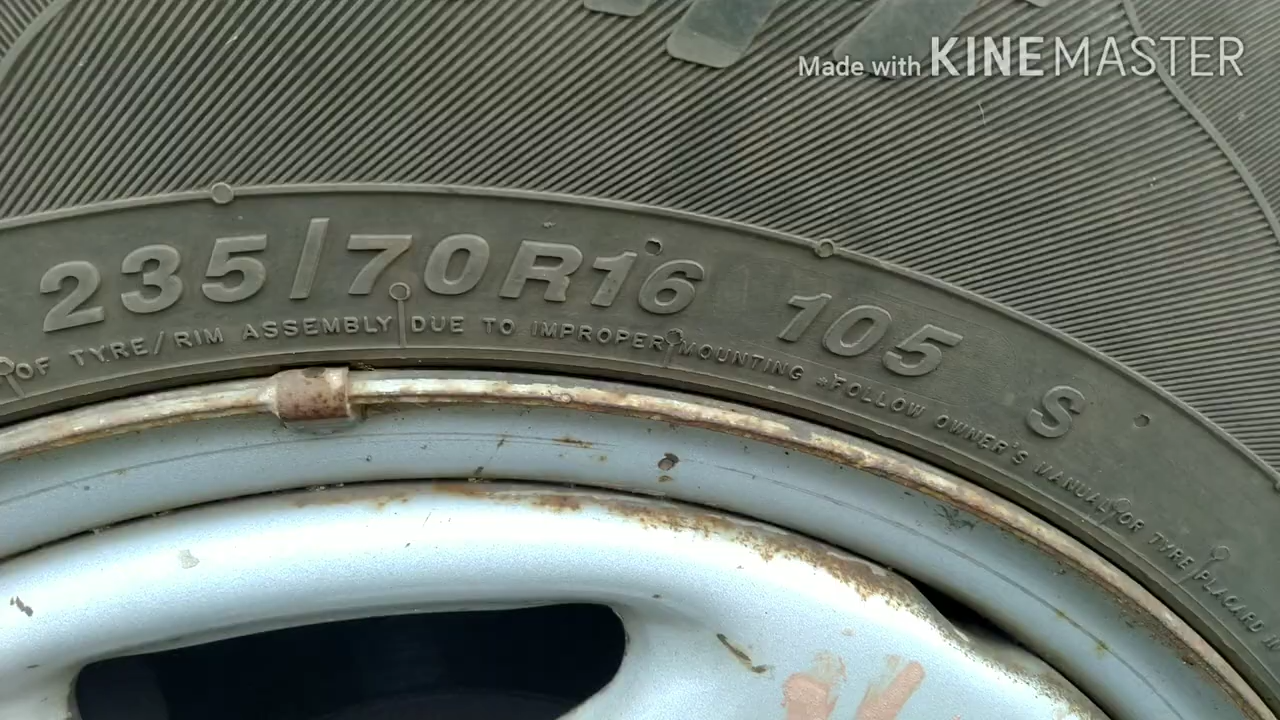 Made with KINEMASTER
235/70R16 105 S
OF TYRE/RIM ASSEMBLY DUE TO IMPROPER MOUNTING •FOLLOW OWNER'S MANUAL OR TYRE PLACARD